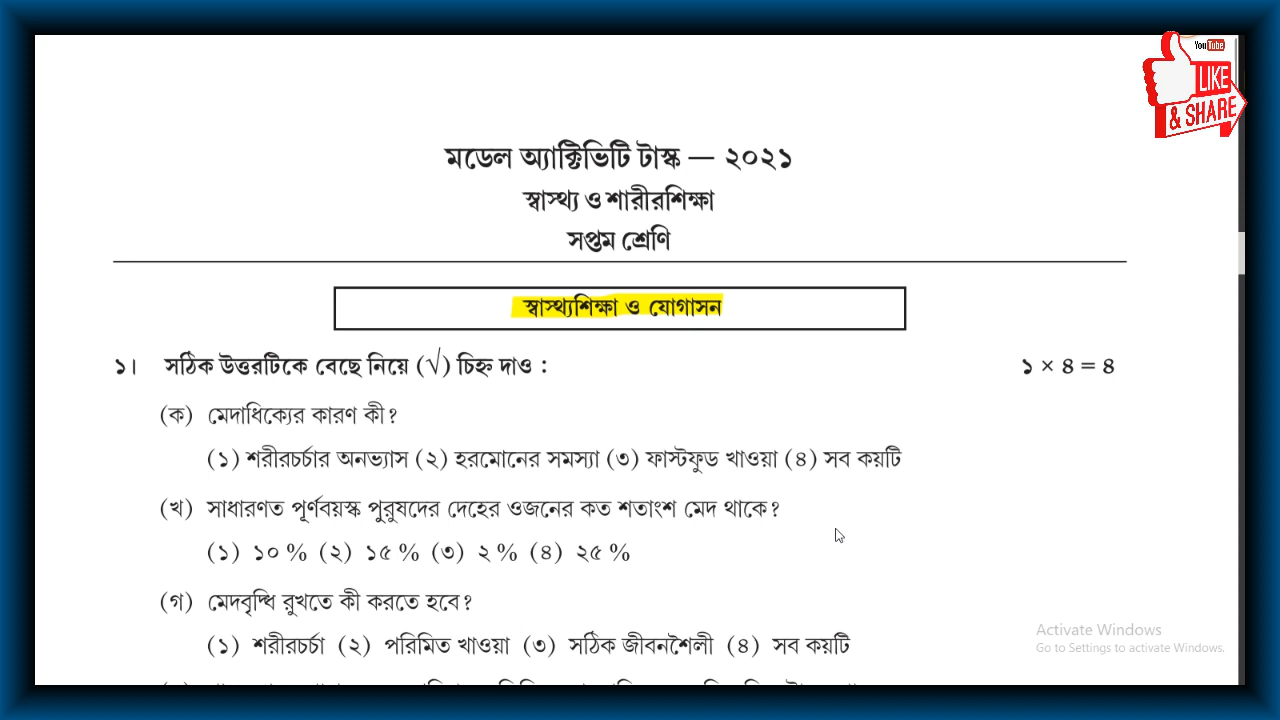 YouTube
LIKE
& SHARE
মডেল অ্যাক্টিভিটি টাস্ক — ২০২১
স্বাস্থ্য ও শারীরশিক্ষা
সপ্তম শ্রেণি
স্বাস্থ্যশিক্ষা ও যোগাসন
১। সঠিক উত্তরটিকে বেছে নিয়ে (√) চিহ্ন দাও : ১ × ৪ = ৪
(ক) মেদাধিক্যের কারণ কী?
(১) শরীরচর্চার অনভ্যাস (২) হরমোনের সমস্যা (৩) ফাস্টফুড খাওয়া (৪) সব কয়টি
(খ) সাধারণত পূর্ণবয়স্ক পুরুষদের দেহের ওজনের কত শতাংশ মেদ থাকে?
(১) ১০ % (২) ১৫ % (৩) ২ % (৪) ২৫ %
(গ) মেদবৃদ্ধি রুখতে কী করতে হবে?
(১) শরীরচর্চা (২) পরিমিত খাওয়া (৩) সঠিক জীবনশৈলী (৪) সব কয়টি
Activate Windows
Go to Settings to activate Windows.